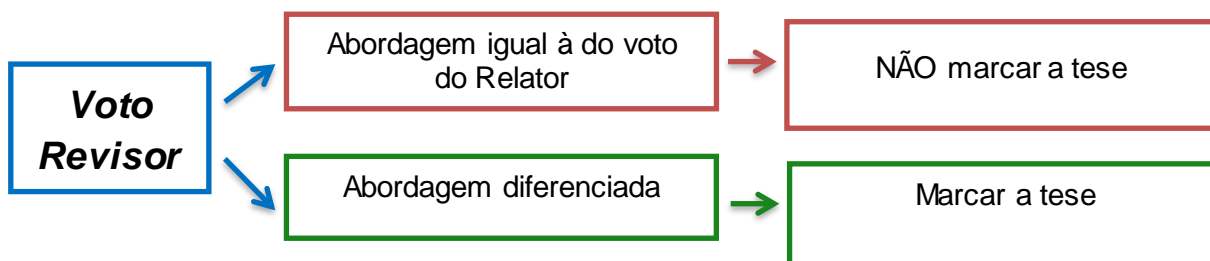 Voto
Revisor
Abordagem igual à do voto
do Relator
NÃO marcar a tese
Abordagem diferenciada
Marcar a tese